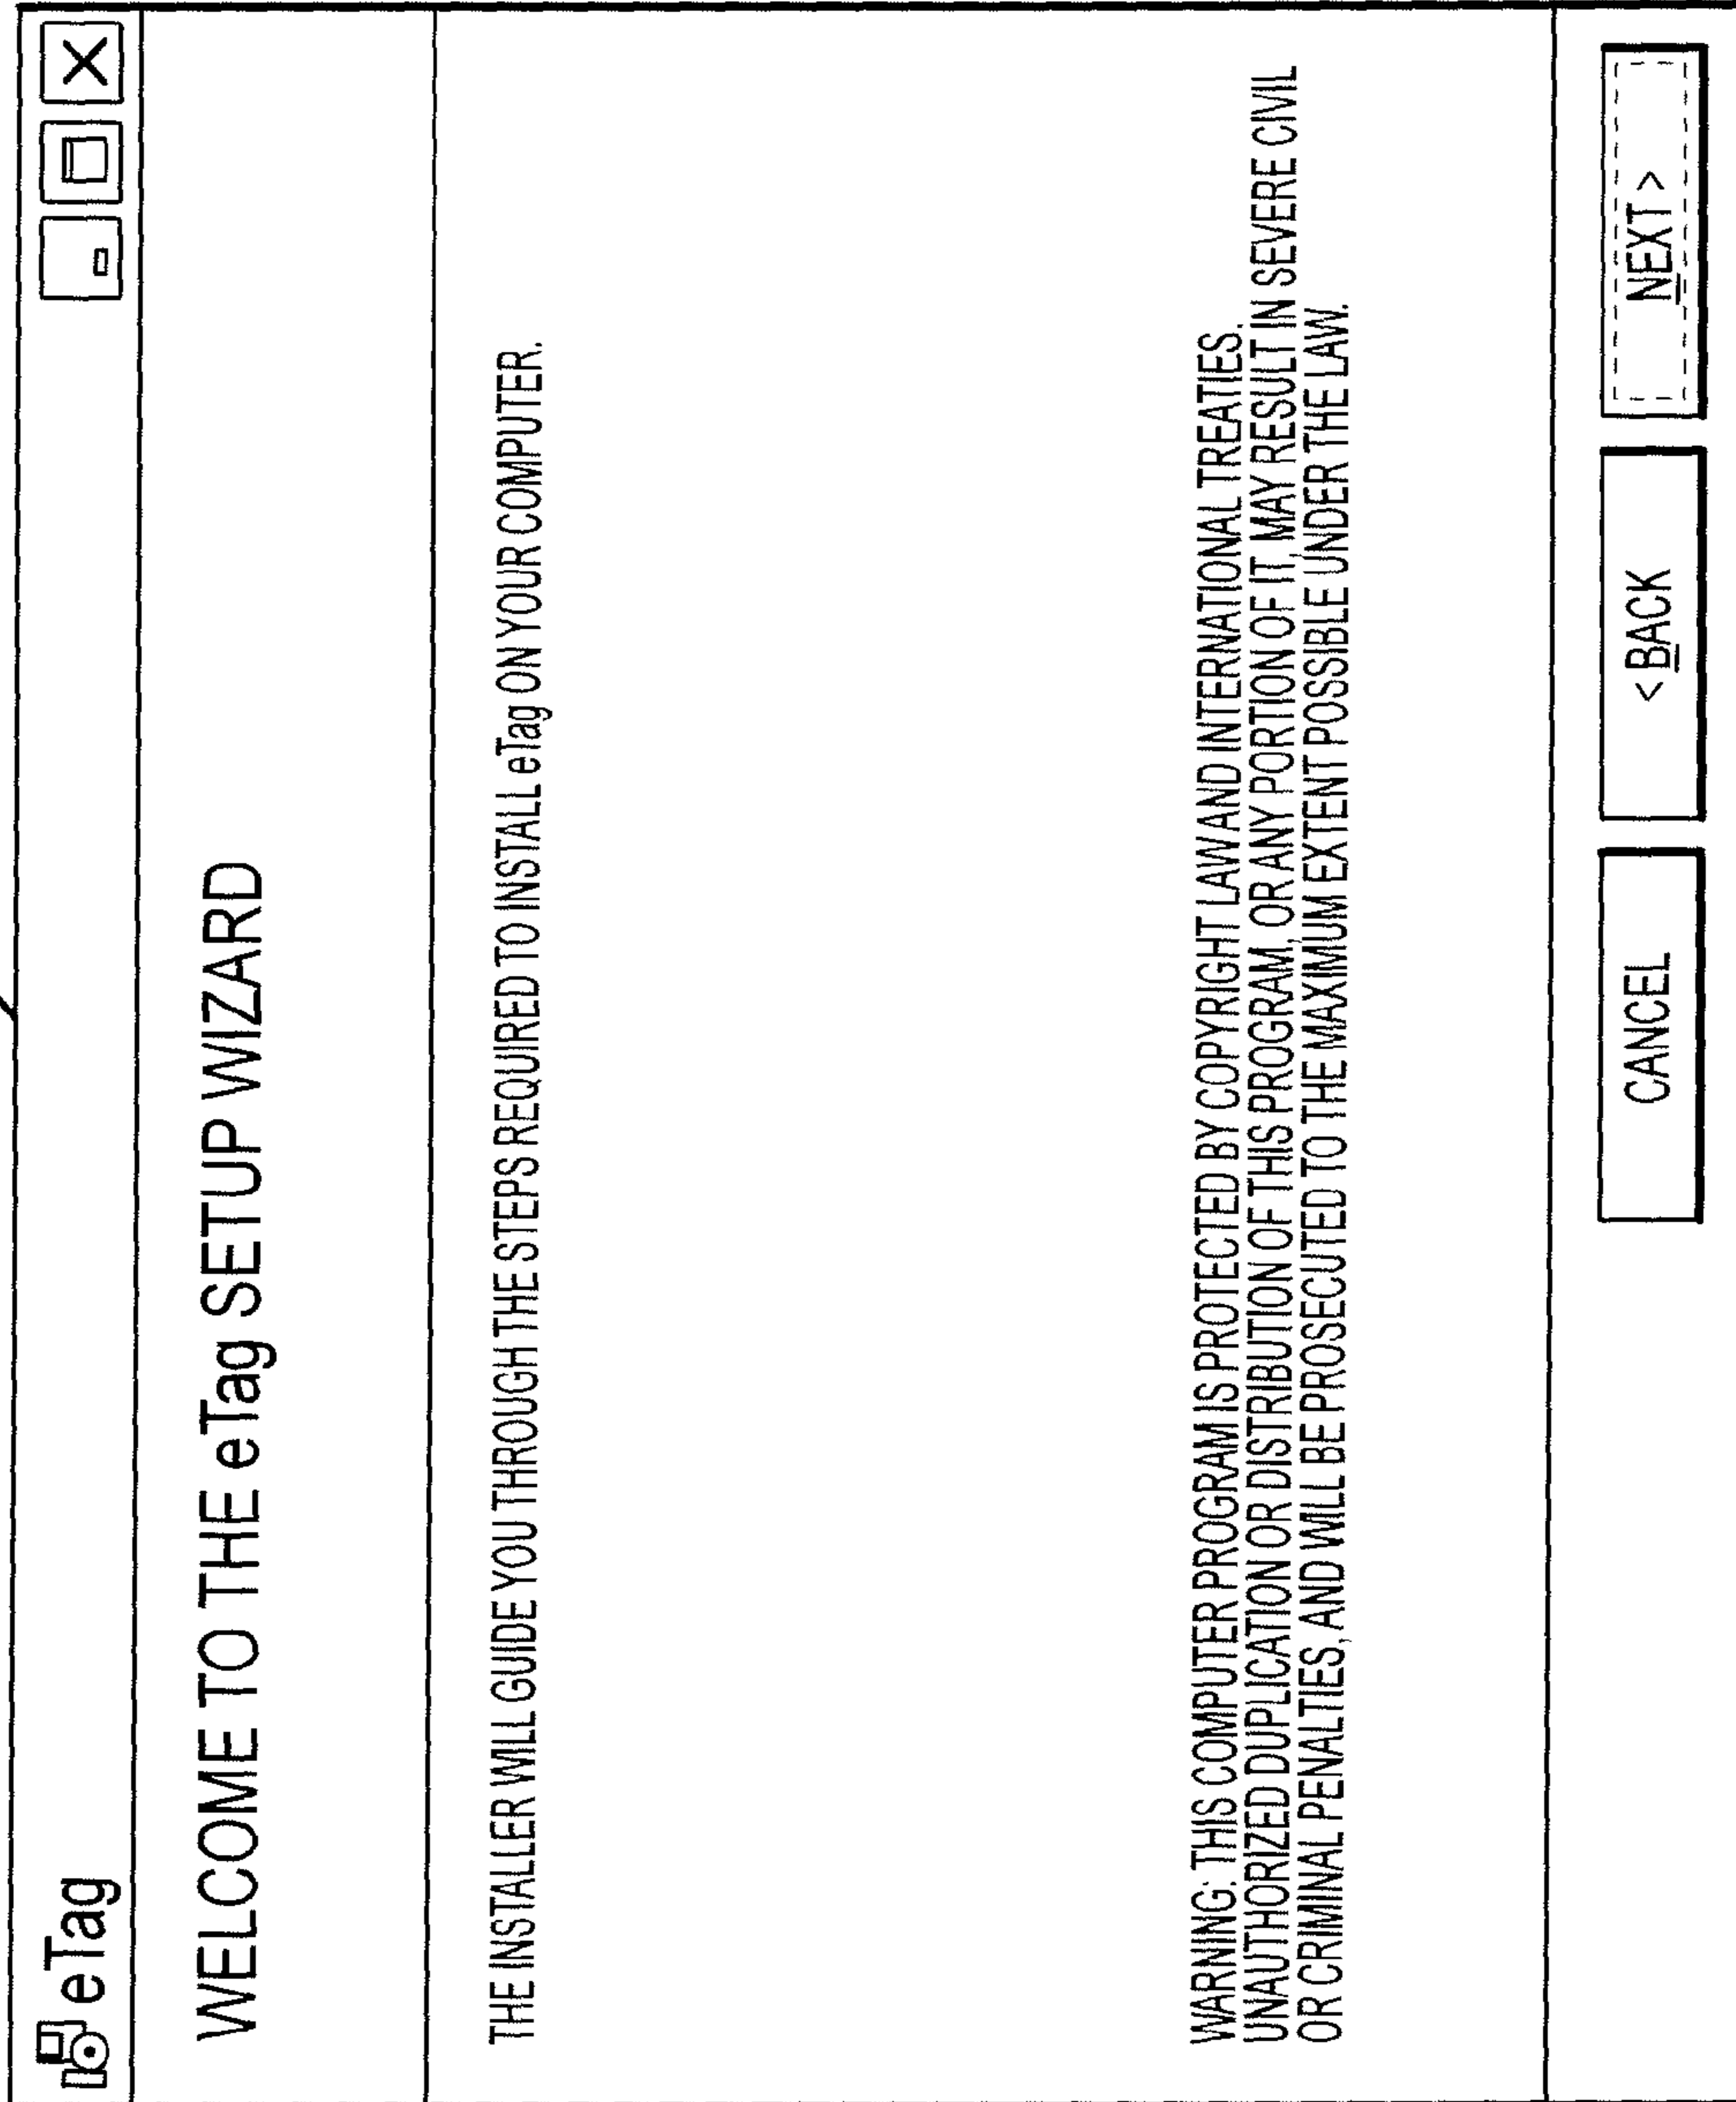 eTag
WELCOME TO THE eTag SETUP WIZARD
THE INSTALLER WILL GUIDE YOU THROUGH THE STEPS REQUIRED TO INSTALL eTag ON YOUR COMPUTER.
WARNING: THIS COMPUTER PROGRAM IS PROTECTED BY COPYRIGHT LAW AND INTERNATIONAL TREATIES.
UNAUTHORIZED DUPLICATION OR DISTRIBUTION OF THIS PROGRAM, OR ANY PORTION OF IT, MAY RESULT IN SEVERE CIVIL
OR CRIMINAL PENALTIES, AND WILL BE PROSECUTED TO THE MAXIMUM EXTENT POSSIBLE UNDER THE LAW.
CANCEL
< BACK
NEXT >